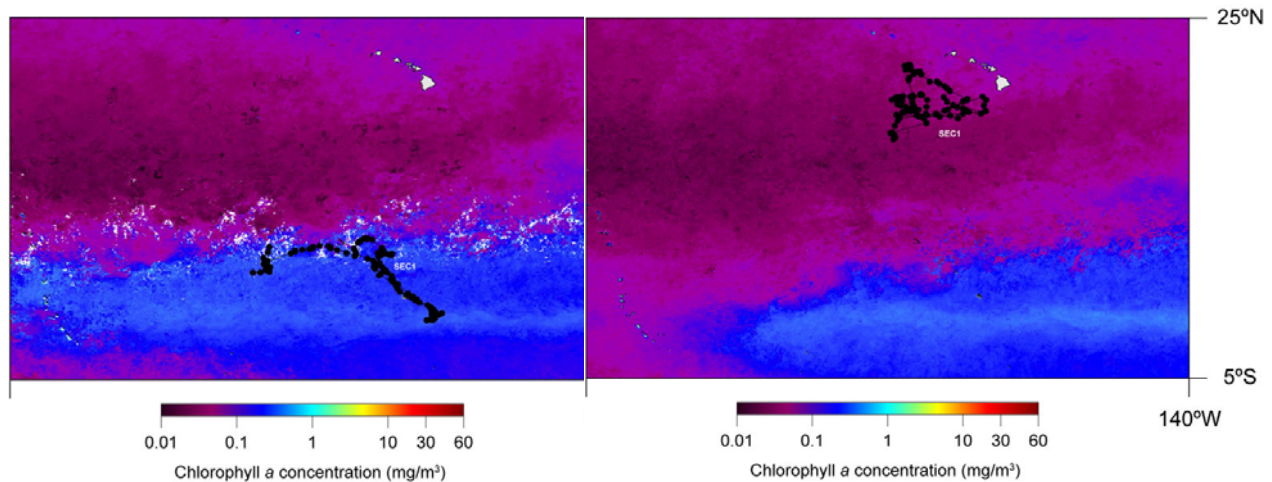 25ºN
SEC1
SEC1
5ºS
140ºW
0.01 0.1 1 10 30 60
Chlorophyll a concentration (mg/m³)
0.01 0.1 1 10 30 60
Chlorophyll a concentration (mg/m³)